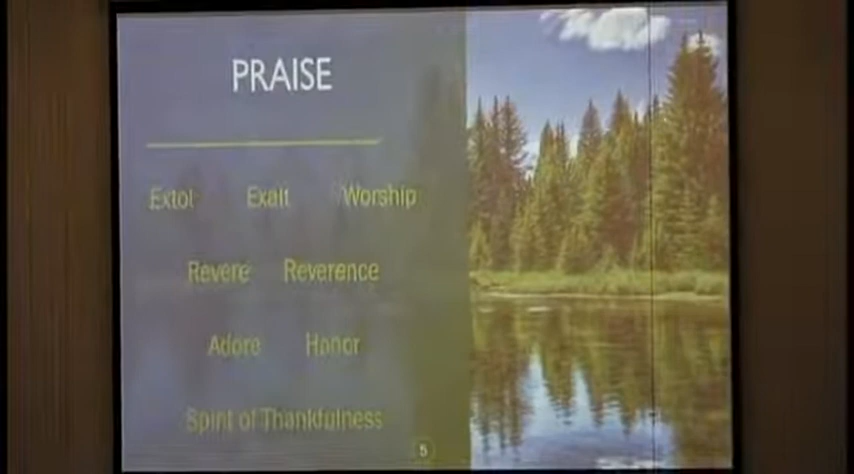 PRAISE
Extol Exalt Worship
Revere Reverence
Adore Honor
Spirit of Thankfulness
5